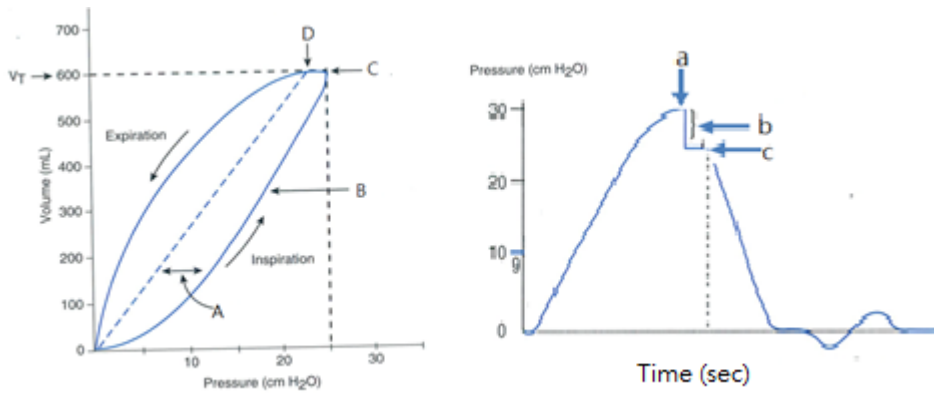 700
D
VT
600
C
500
Expiration
400
Volume (mL)
B
300
200
Inspiration
100
A
0
10
20
30
Pressure (cm H2O)
a
Pressure (cm H2O)
30
b
c
20
10
9
0
Time (sec)